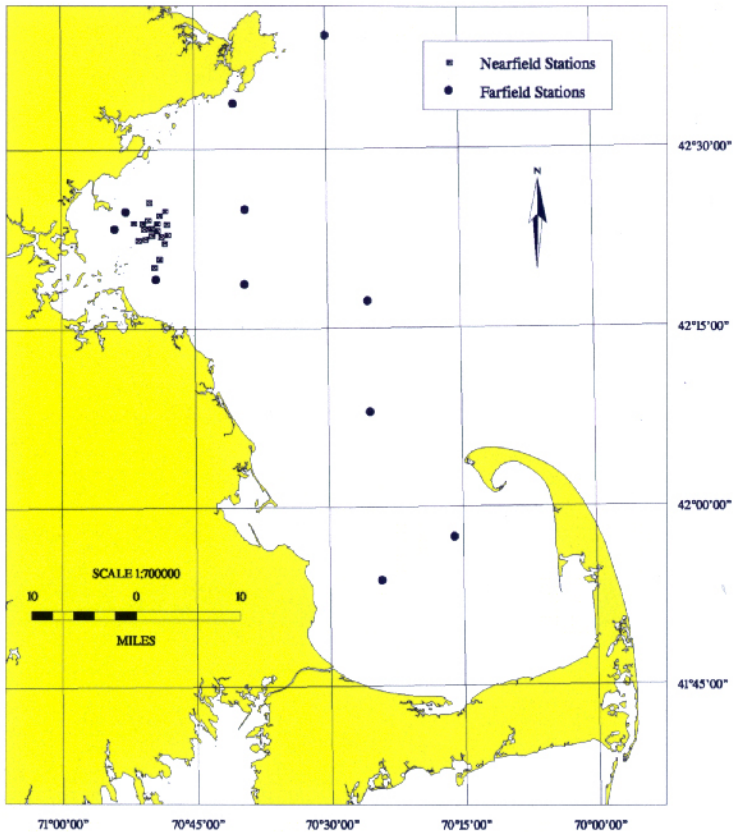 Nearfield Stations
Farfield Stations
42°30'00"
N
42°15'00"
42°00'00"
SCALE 1:700000
10 0 10
MILES
41°45'00"
71°00'00" 70°45'00" 70°30'00" 70°15'00" 70°00'00"